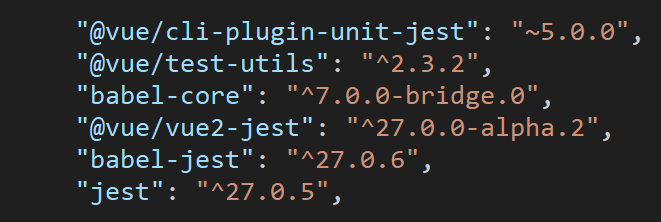 "@vue/cli-plugin-unit-jest": "~5.0.0",
"@vue/test-utils": "^2.3.2",
"babel-core": "^7.0.0-bridge.0",
"@vue/vue2-jest": "^27.0.0-alpha.2",
"babel-jest": "^27.0.6",
"jest": "^27.0.5",